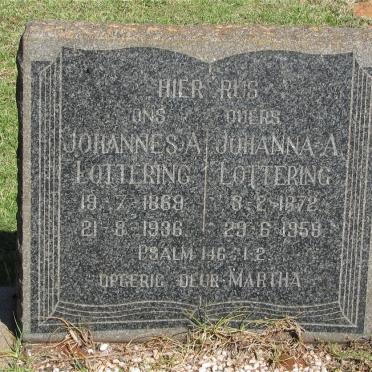 HIER RUS
ONS OUERS
JOHANNES A. JOHANNA A.
LOTTERING LOTTERING
19 . 7 . 1869 8 . 2 . 1872
21 . 8 . 1936 29 . 6 . 1958
PSALM 146 : 1.2.
OPGERIG DEUR MARTHA